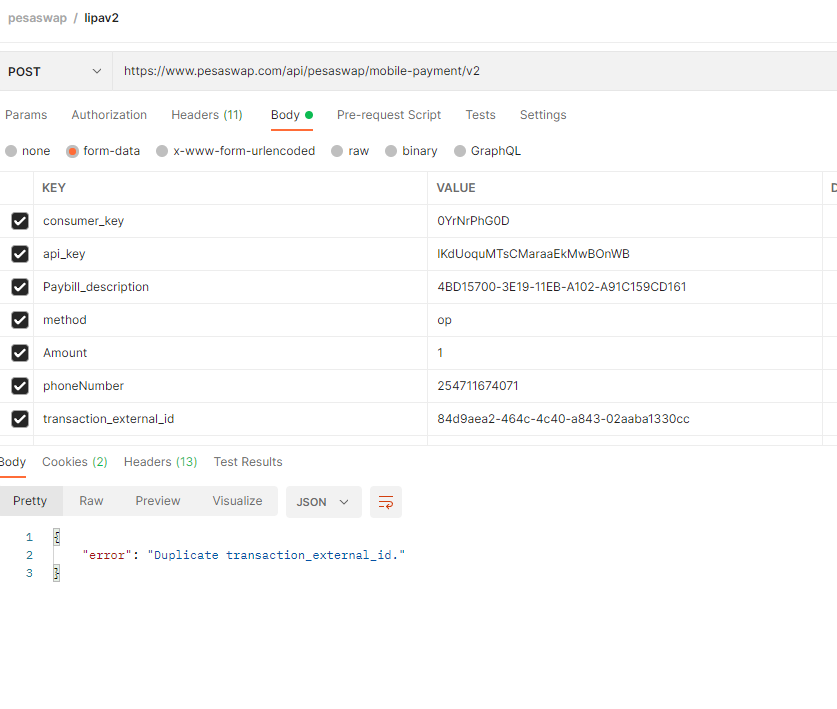 pesaswap / lipav2
POST https://www.pesaswap.com/api/pesaswap/mobile-payment/v2
Params Authorization Headers (11) Body Pre-request Script Tests Settings
none form-data x-www-form-urlencoded raw binary GraphQL
KEY VALUE D
consumer_key 0YrNrPhG0D
api_key lKdUoquMTsCMaraaEkMwBOnWB
Paybill_description 4BD15700-3E19-11EB-A102-A91C159CD161
method op
Amount 1
phoneNumber 254711674071
transaction_external_id 84d9aea2-464c-4c40-a843-02aaba1330cc
Body Cookies (2) Headers (13) Test Results
Pretty Raw Preview Visualize JSON
1 {
2 "error": "Duplicate transaction_external_id."
3 }